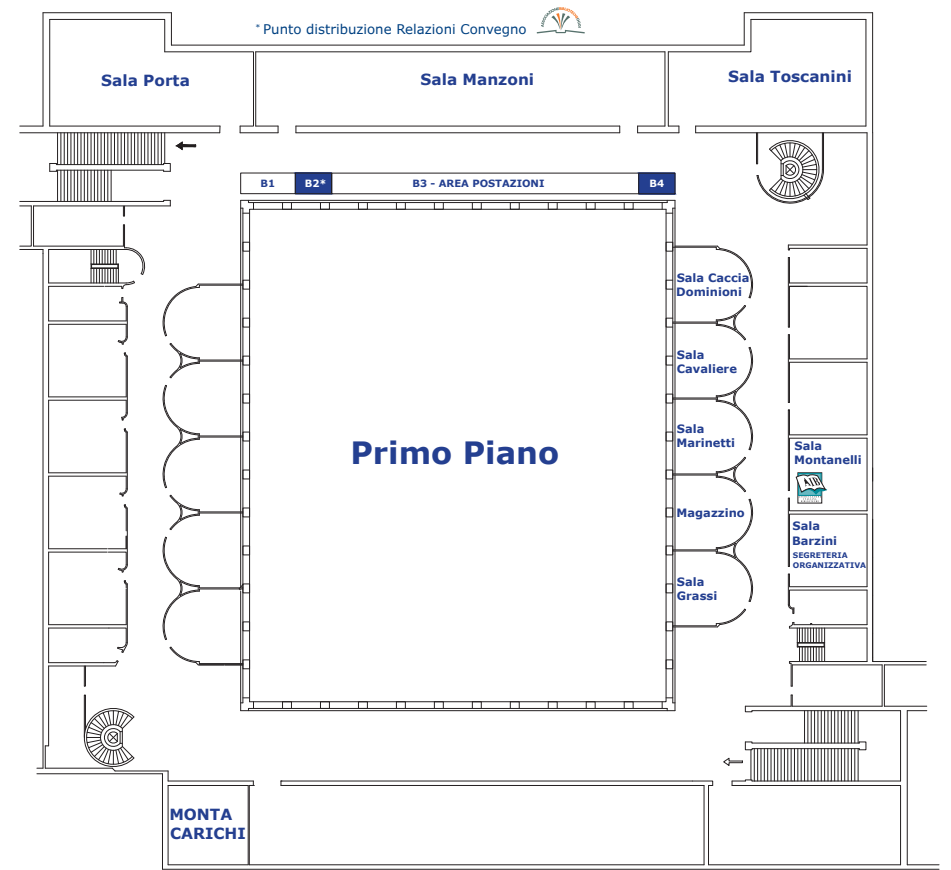 * Punto distribuzione Relazioni Convegno
Sala Porta
Sala Manzoni
Sala Toscanini
B1
B2*
B3 - AREA POSTAZIONI
B4
Sala Caccia
Dominioni
Sala
Cavaliere
Sala
Marinetti
Primo Piano
Sala
Montanelli
AIB
Magazzino
Sala
Barzini
SEGRETERIA
ORGANIZZATIVA
Sala
Grassi
MONTA
CARICHI